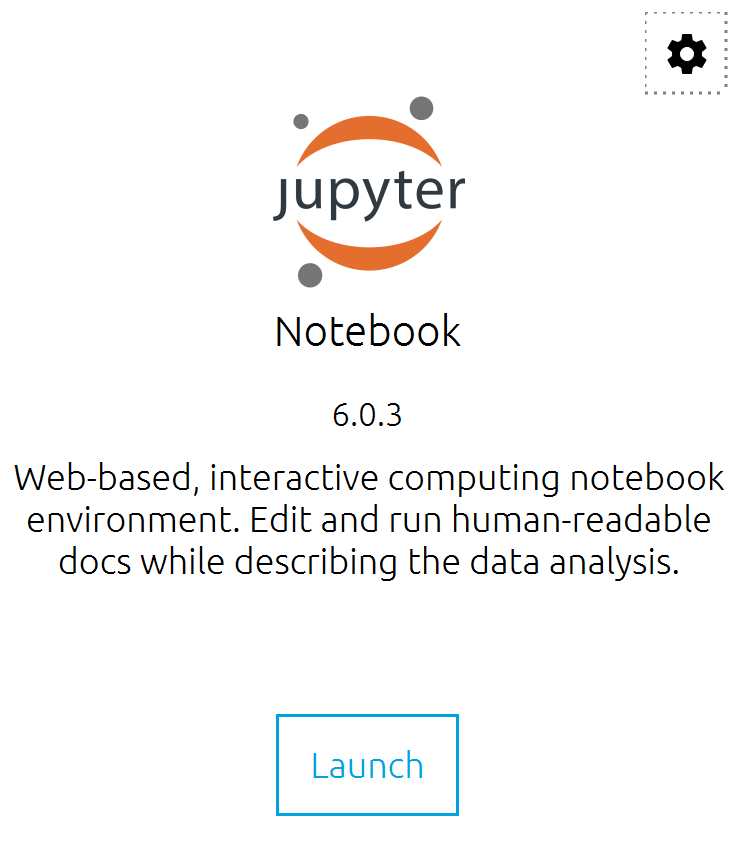 jupyter
Notebook
6.0.3
Web-based, interactive computing notebook
environment. Edit and run human-readable
docs while describing the data analysis.
Launch